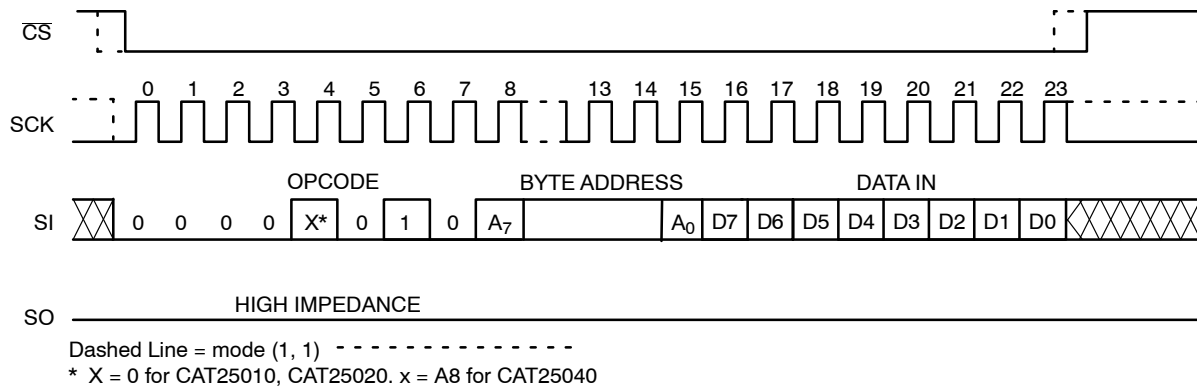 CS
0 1 2 3 4 5 6 7 8 13 14 15 16 17 18 19 20 21 22 23
SCK
OPCODE BYTE ADDRESS DATA IN
SI 0 0 0 0 X* 0 1 0 A7 A0 D7 D6 D5 D4 D3 D2 D1 D0
HIGH IMPEDANCE
SO
Dashed Line = mode (1, 1) - - - - - - - - - - - - - -
* X = 0 for CAT25010, CAT25020. x = A8 for CAT25040